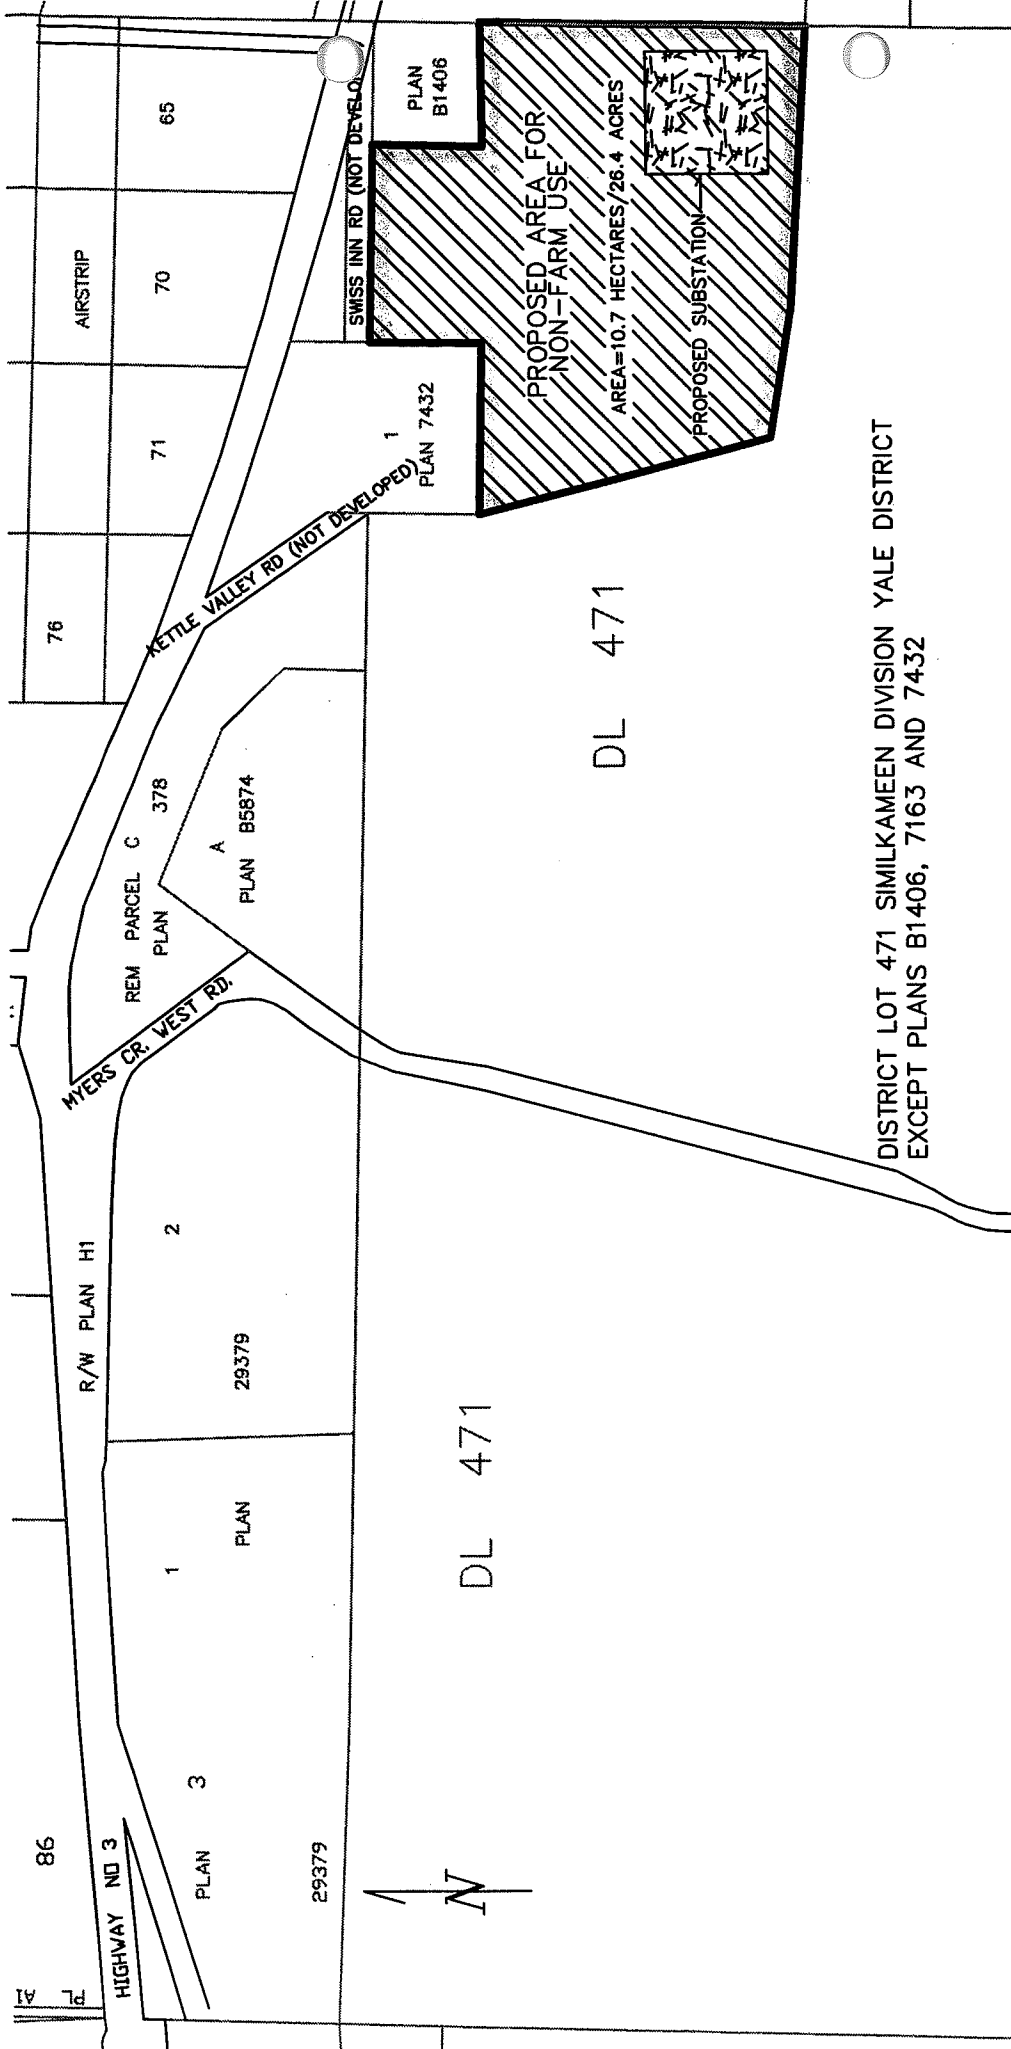 86
PL A1
HIGHWAY NO 3
R/W PLAN H1
PLAN 3
29379
1
PLAN
2
29379
MYERS CR. WEST RD.
REM PARCEL C
PLAN 378
A
PLAN B5874
KETTLE VALLEY RD (NOT DEVELOPED)
76
71
70
65
AIRSTRIP
SWISS INN RD (NOT DEVELO
1
PLAN 7432
PLAN
B1406
PROPOSED AREA FOR
NON-FARM USE
AREA=10.7 HECTARES/26.4 ACRES
PROPOSED SUBSTATION
DL 471
DL 471
N
DISTRICT LOT 471 SIMILKAMEEN DIVISION YALE DISTRICT
EXCEPT PLANS B1406, 7163 AND 7432